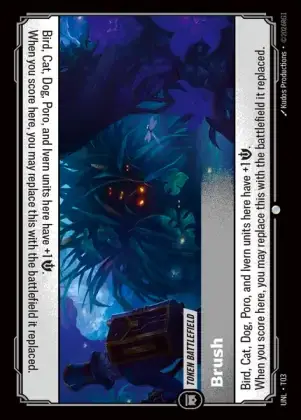 Bird, Cat, Dog, Poro, and Ivern units here have +1.
When you score here, you may replace this with the battlefield it replaced.
TOKEN BATTLEFIELD
Brush
Bird, Cat, Dog, Poro, and Ivern units here have +1.
When you score here, you may replace this with the battlefield it replaced.
UNL • T03
Kudos Productions • ©2026RGI